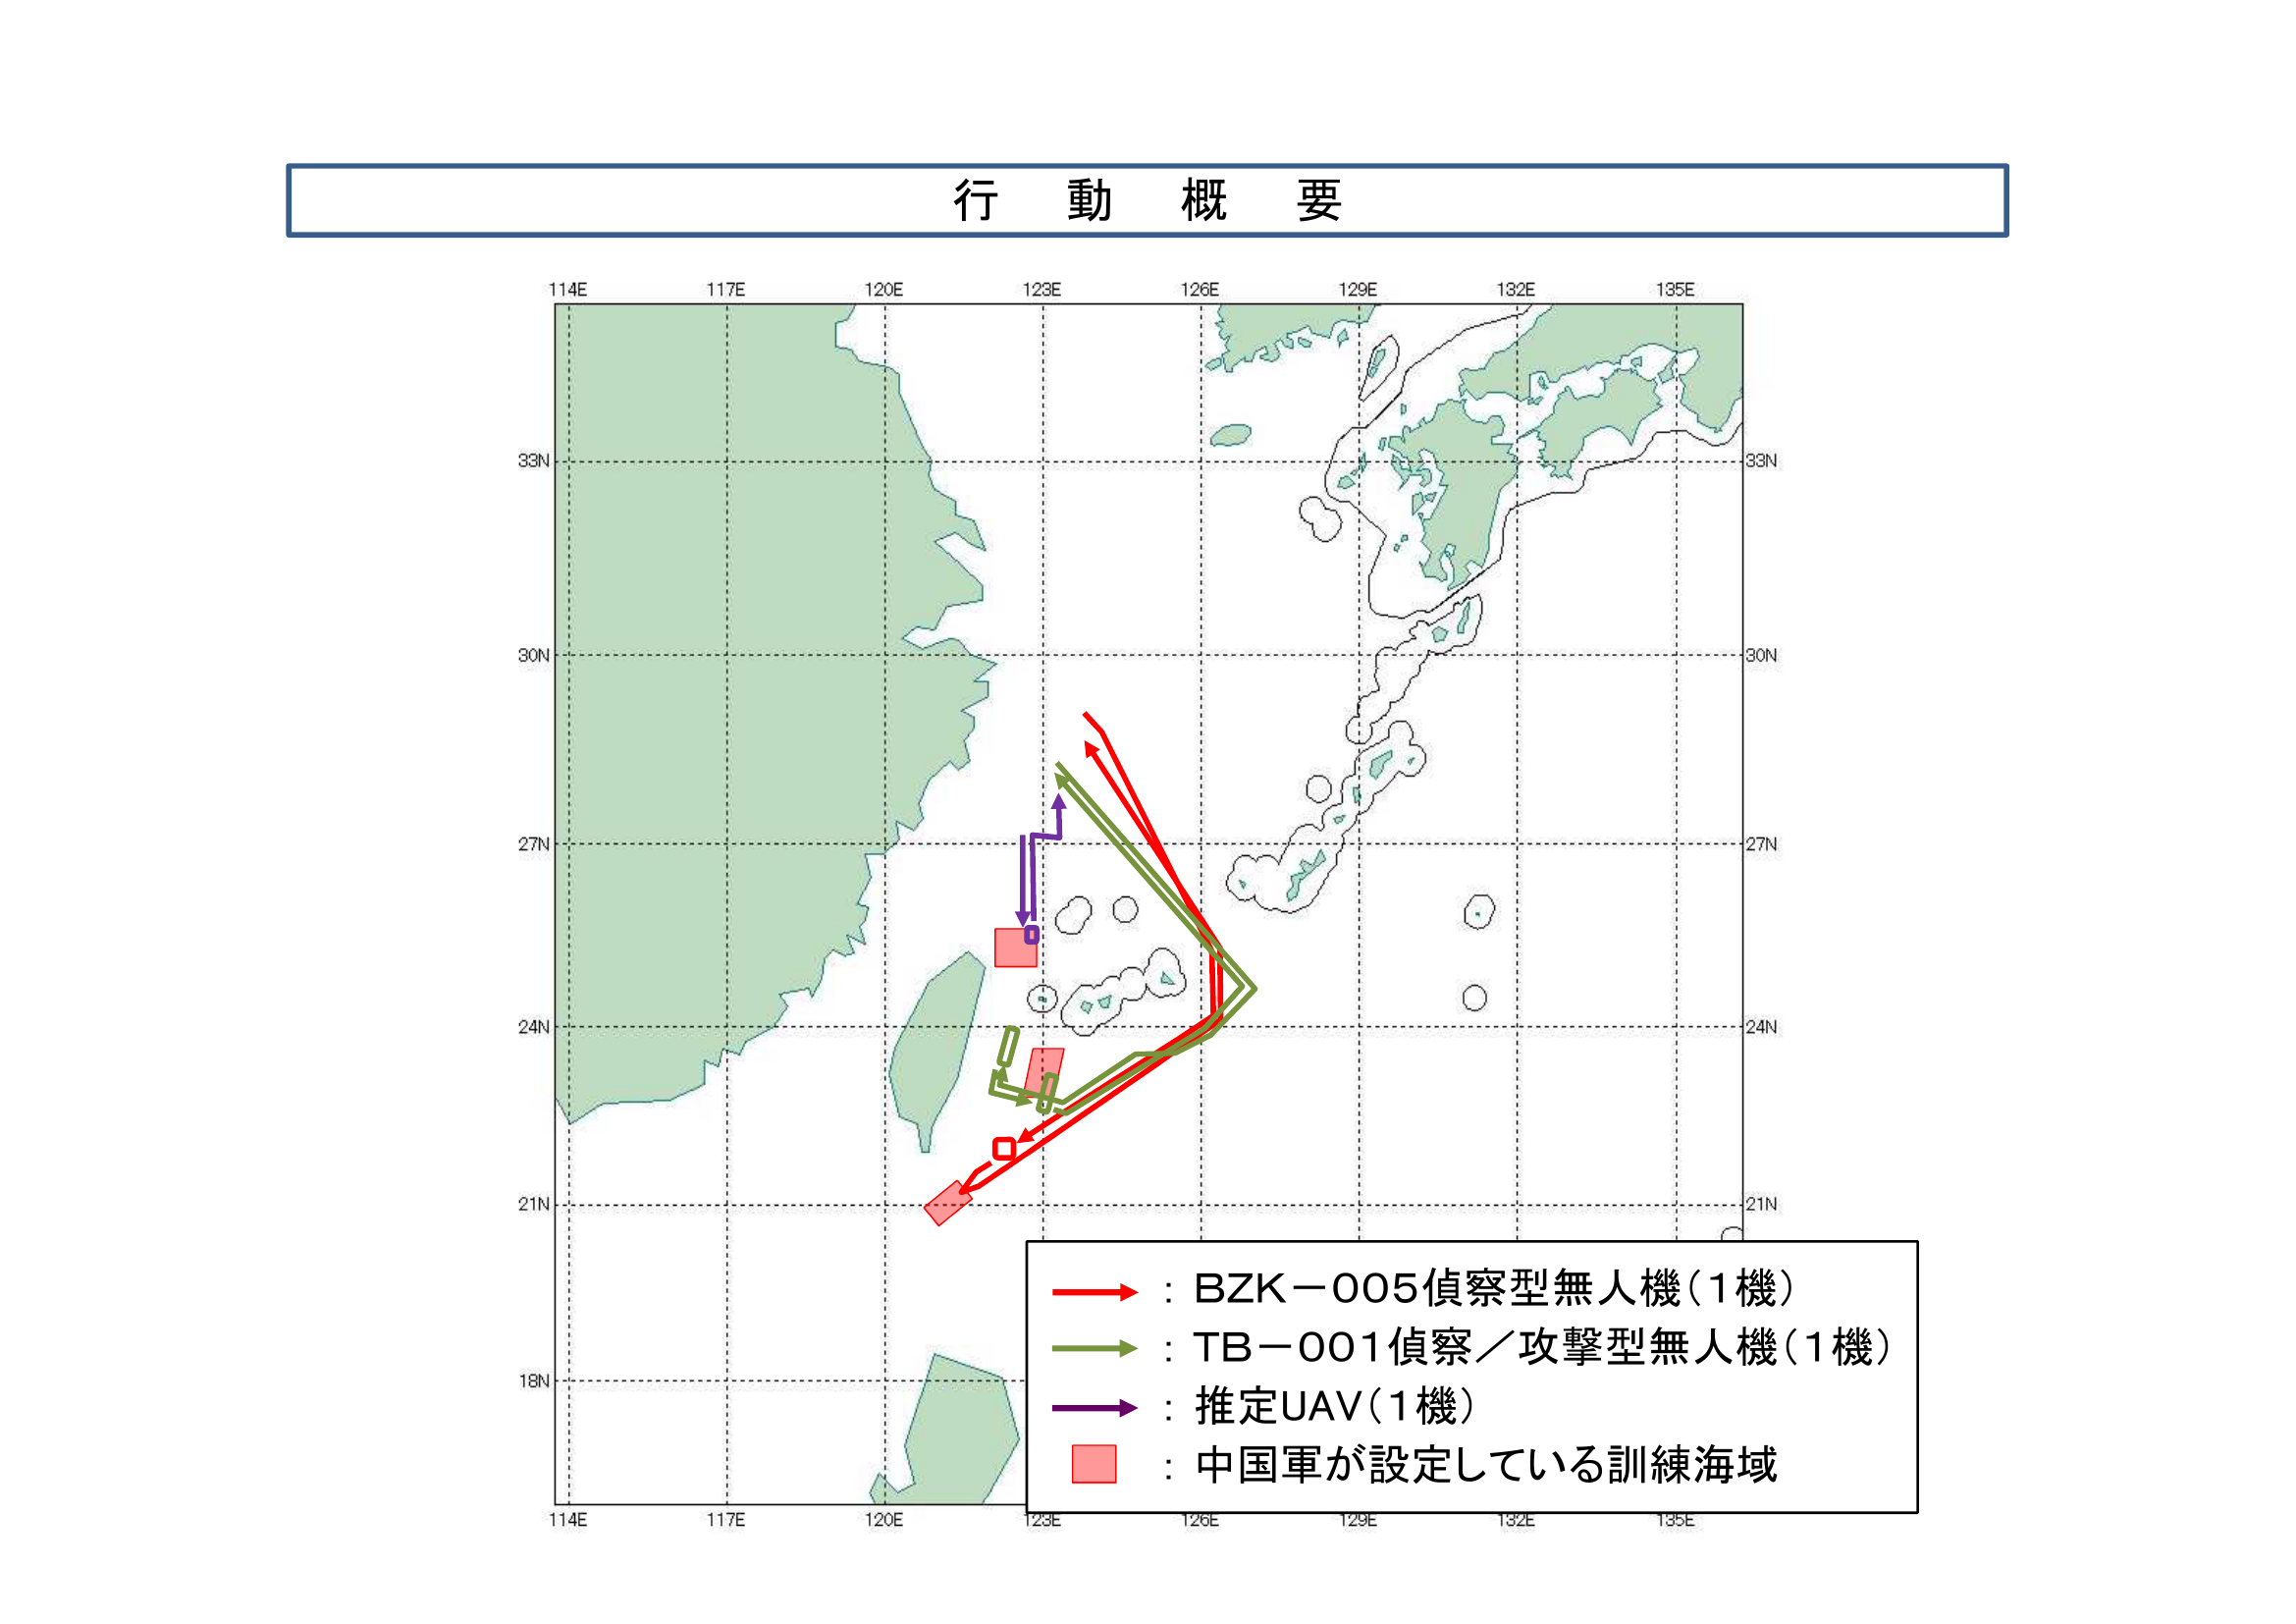 行動概要
114E 117E 120E 123E 126E 129E 132E 135E
33N 33N
30N 30N
27N 27N
24N 24N
21N 21N
：BZK－005偵察型無人機（1機）
：TB－001偵察／攻撃型無人機（1機）
18N
：推定UAV（1機）
：中国軍が設定している訓練海域
114E 117E 120E 123E 126E 129E 132E 135E